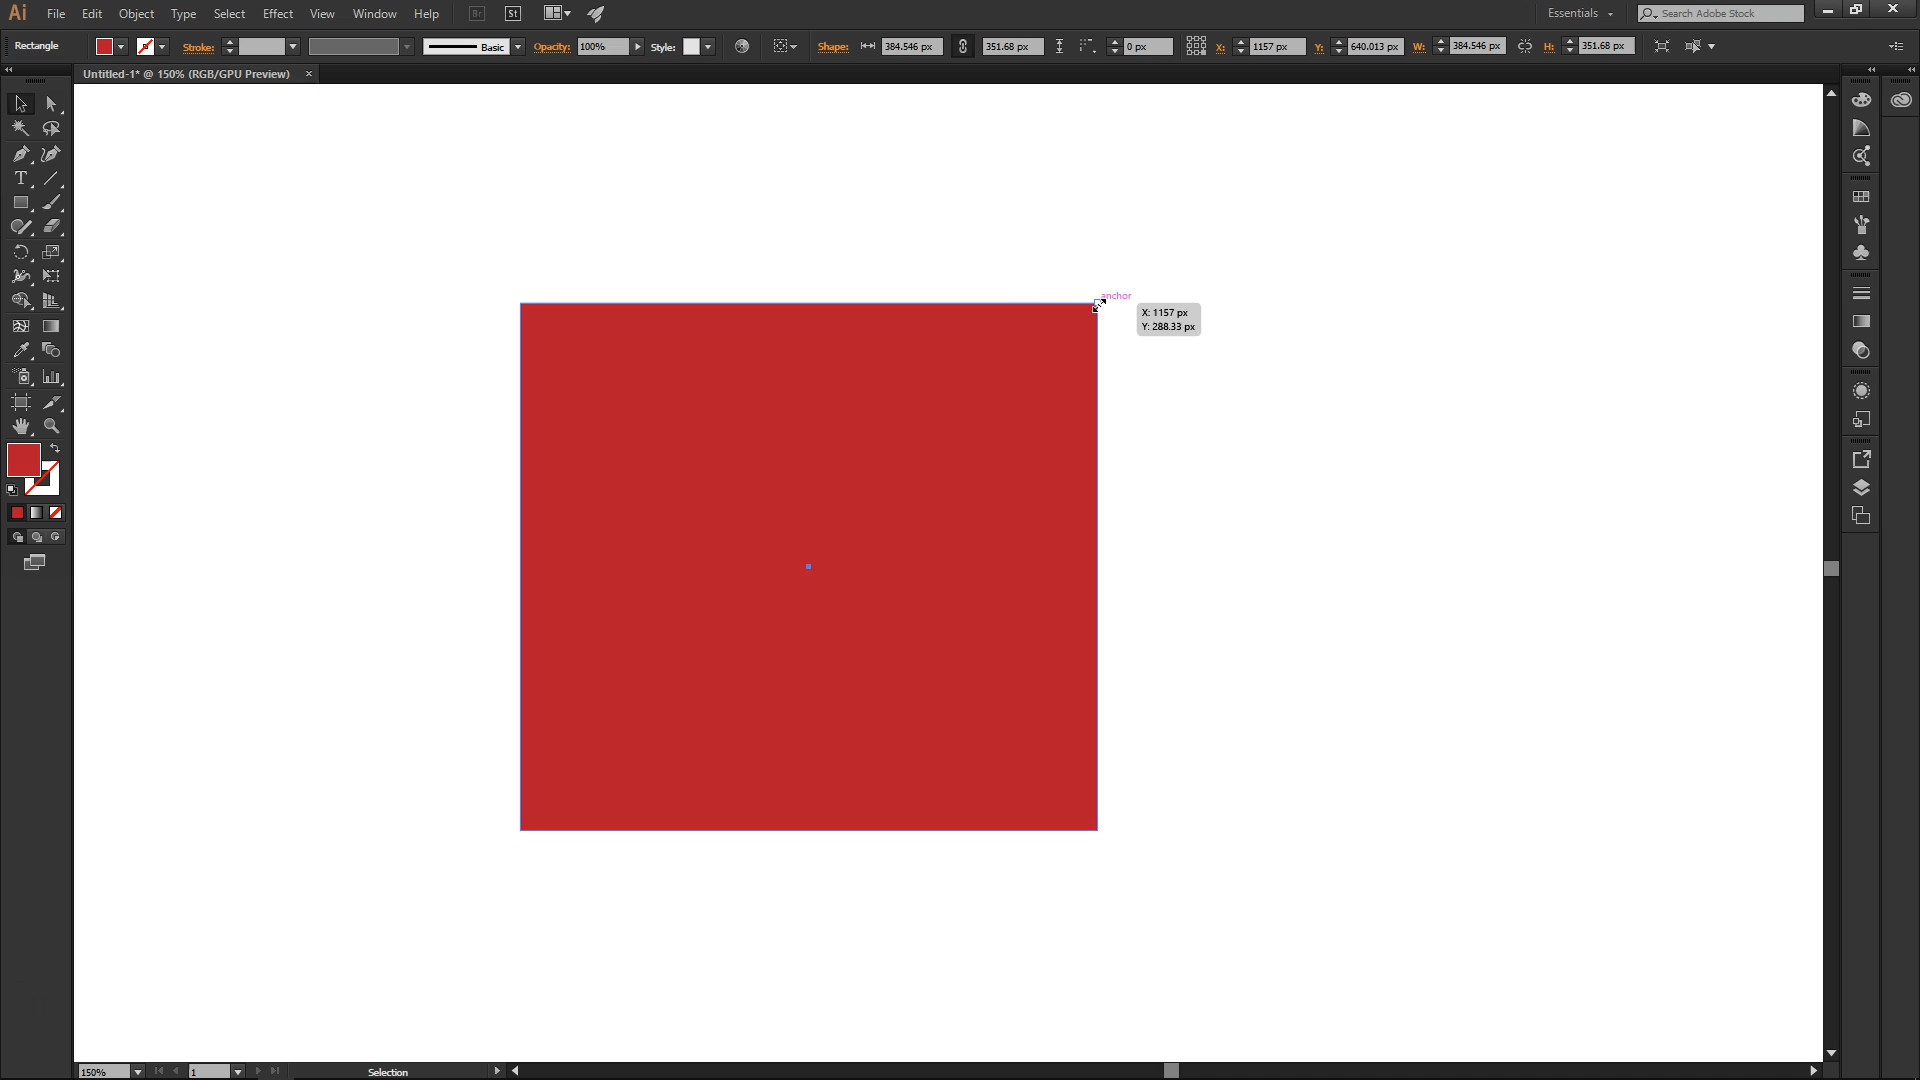 Ai File Edit Object Type Select Effect View Window Help Br St Essentials Search Adobe Stock
Rectangle Stroke: Basic Opacity: 100% Style: Shape: 384.546 px 351.68 px 0 px X: 1157 px Y: 640.013 px W: 384.546 px H: 351.68 px
Untitled-1* @ 150% (RGB/GPU Preview) ×
T
anchor
X: 1157 px
Y: 288.33 px
150% 1 Selection